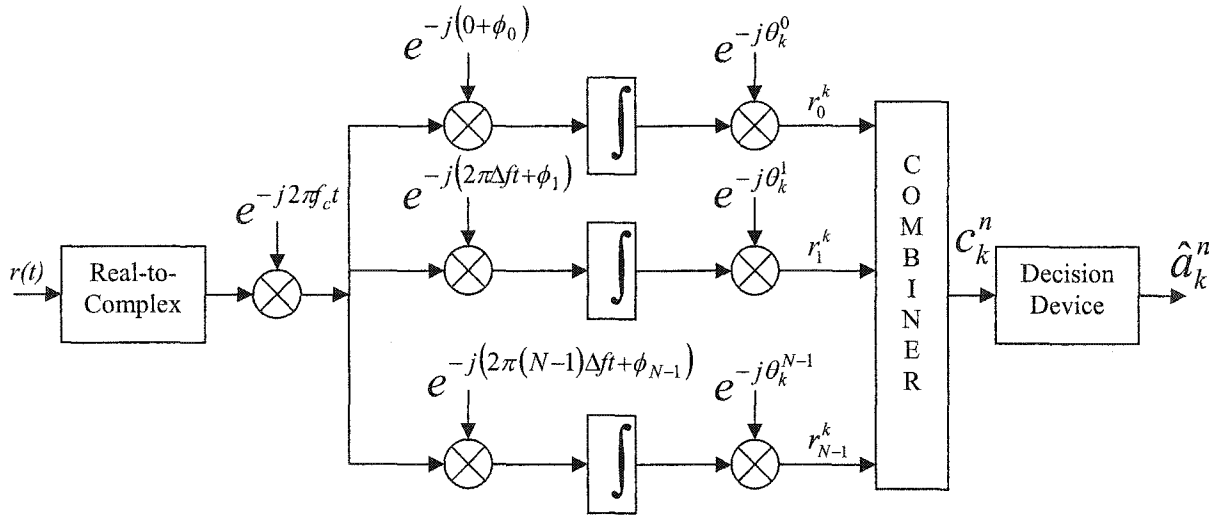 e^{-j(0+\phi_0)}
e^{-j\theta_k^0}
r_0^k
e^{-j(2\pi\Delta ft+\phi_1)}
e^{-j\theta_k^1}
e^{-j2\pi f_c t}
r_1^k
r(t)
Real-to-
Complex
C
O
M
B
I
N
E
R
c_k^n
Decision
Device
\hat{a}_k^n
e^{-j(2\pi(N-1)\Delta ft+\phi_{N-1})}
e^{-j\theta_k^{N-1}}
r_{N-1}^k
∫
∫
∫